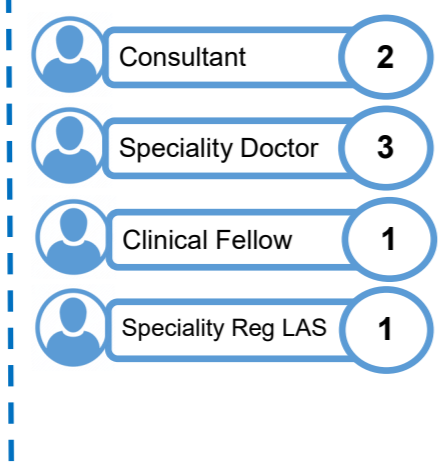 Consultant 2
Speciality Doctor 3
Clinical Fellow 1
Speciality Reg LAS 1